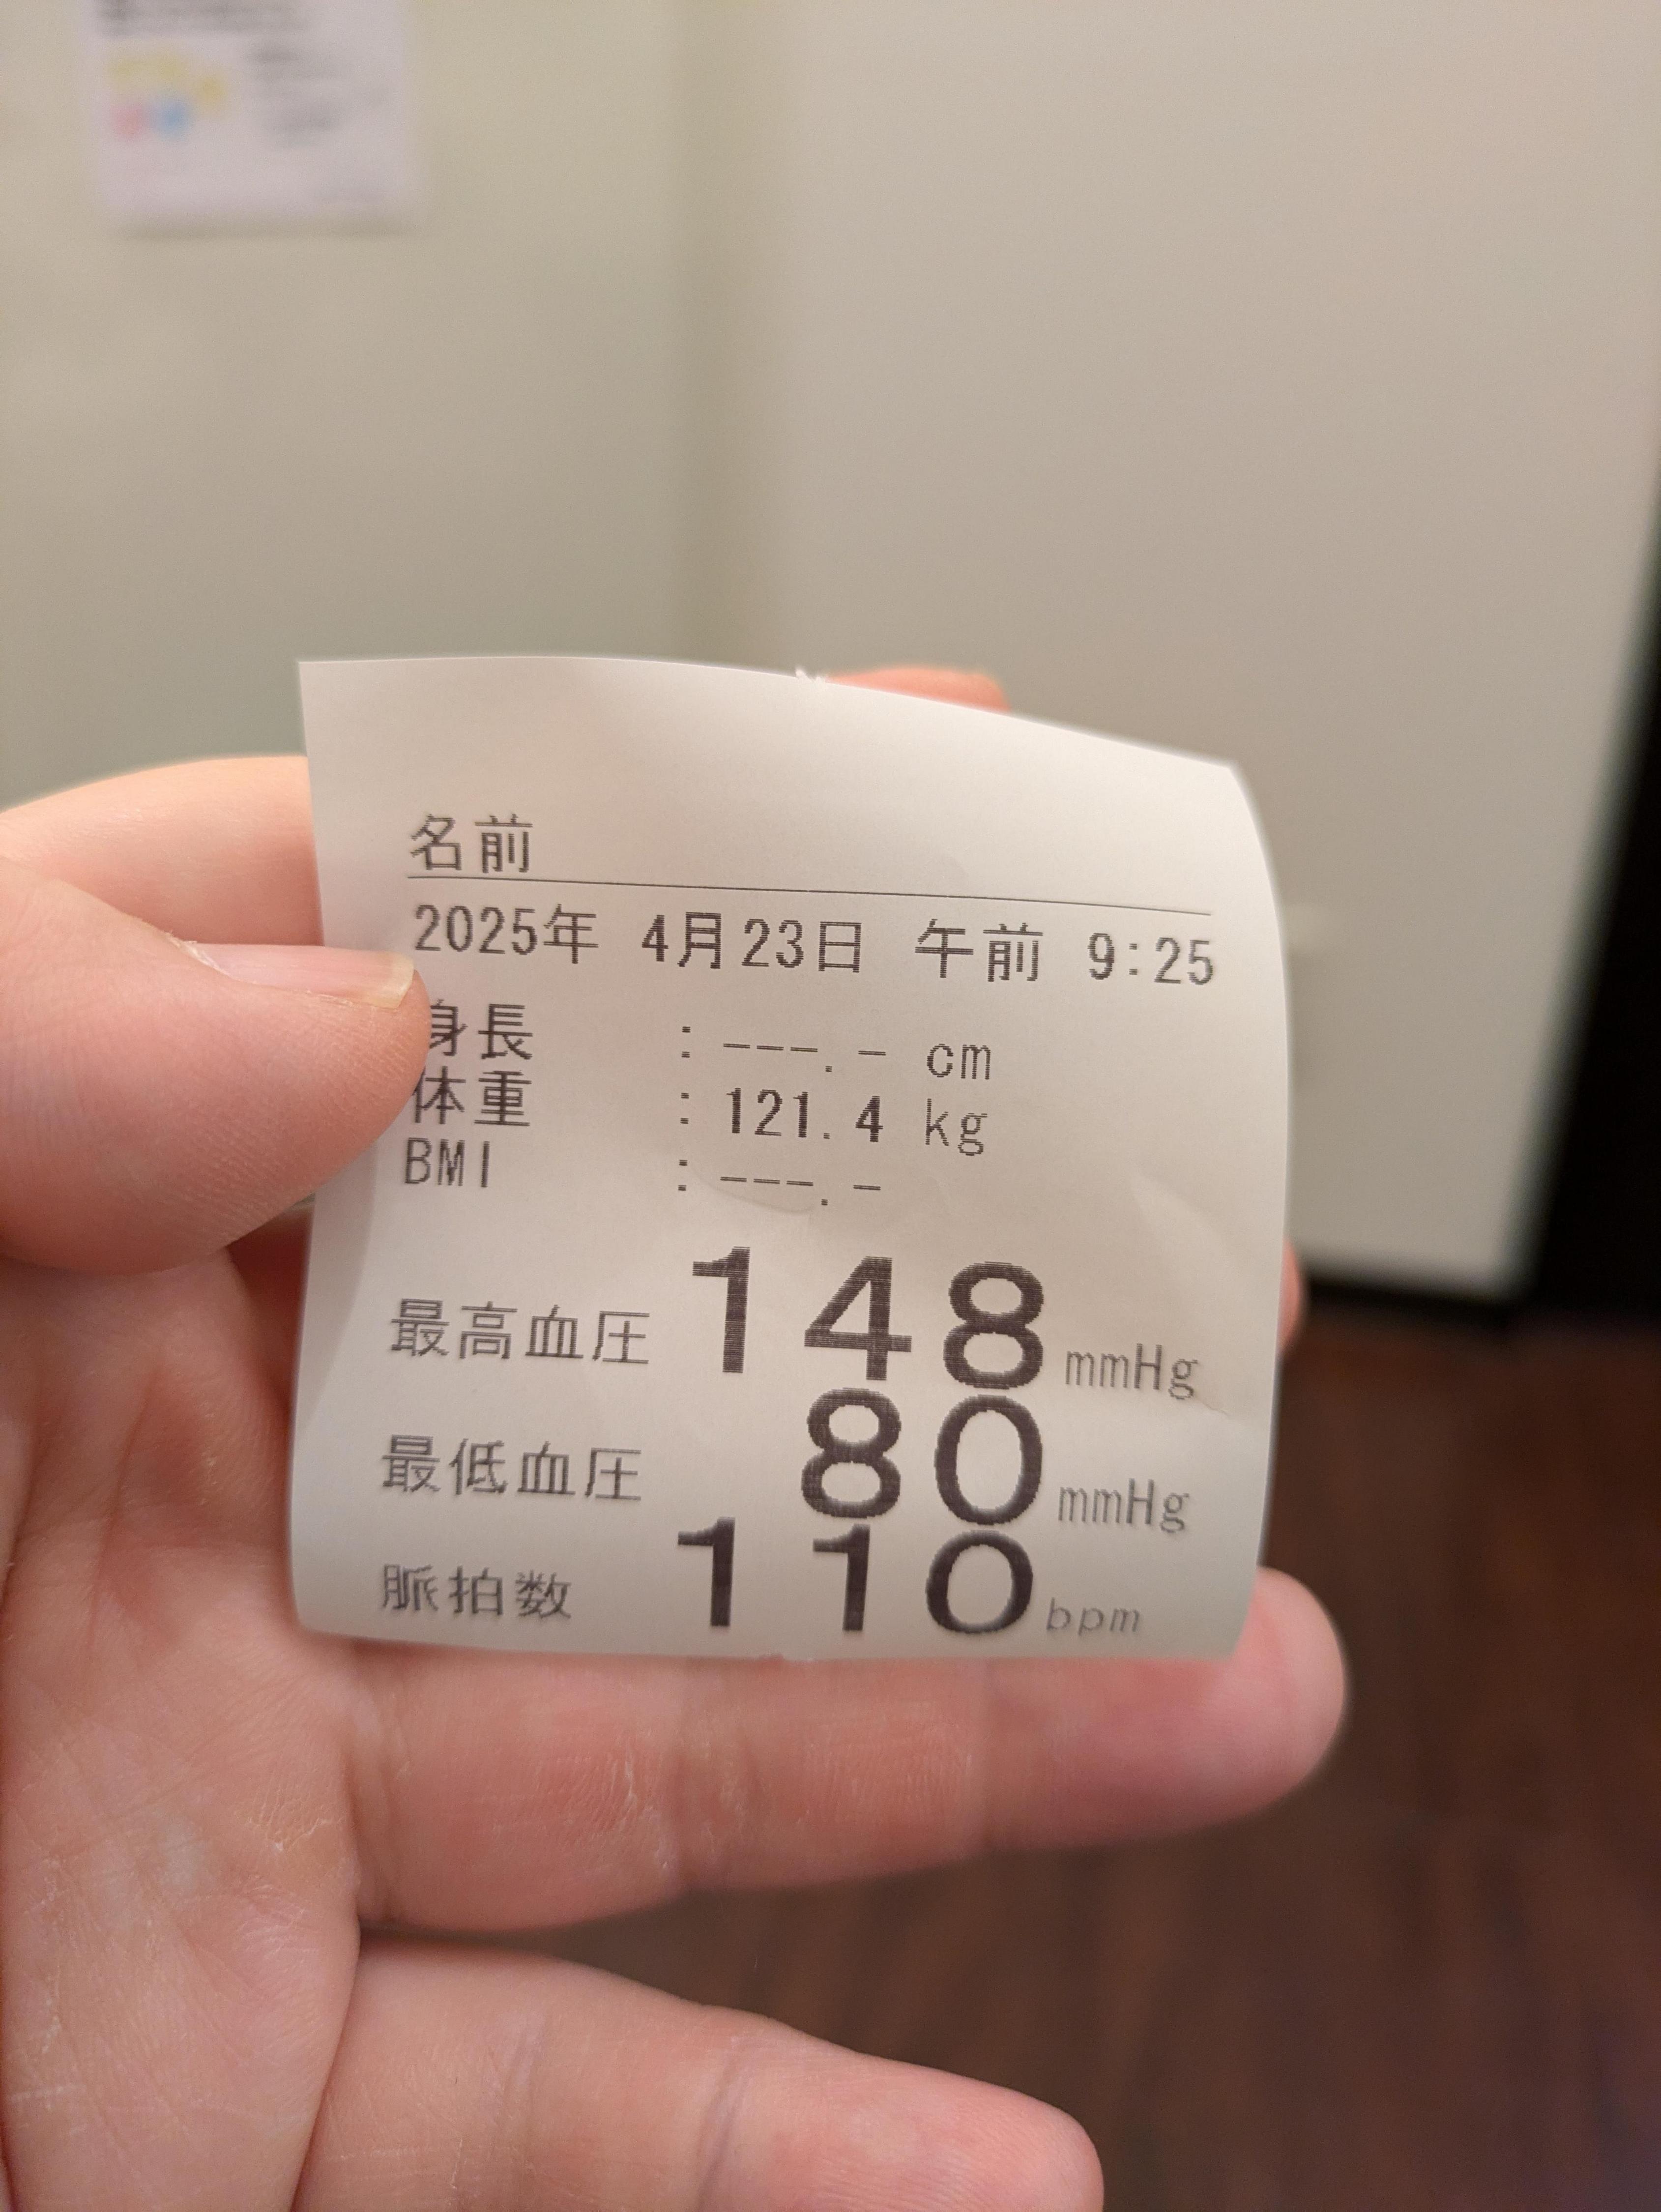 名前
2025年 4月23日 午前 9:25
身長 : ---.- cm
体重 : 121.4 kg
BMI : ---.-
最高血圧 148 mmHg
最低血圧 80 mmHg
脈拍数 110 bpm